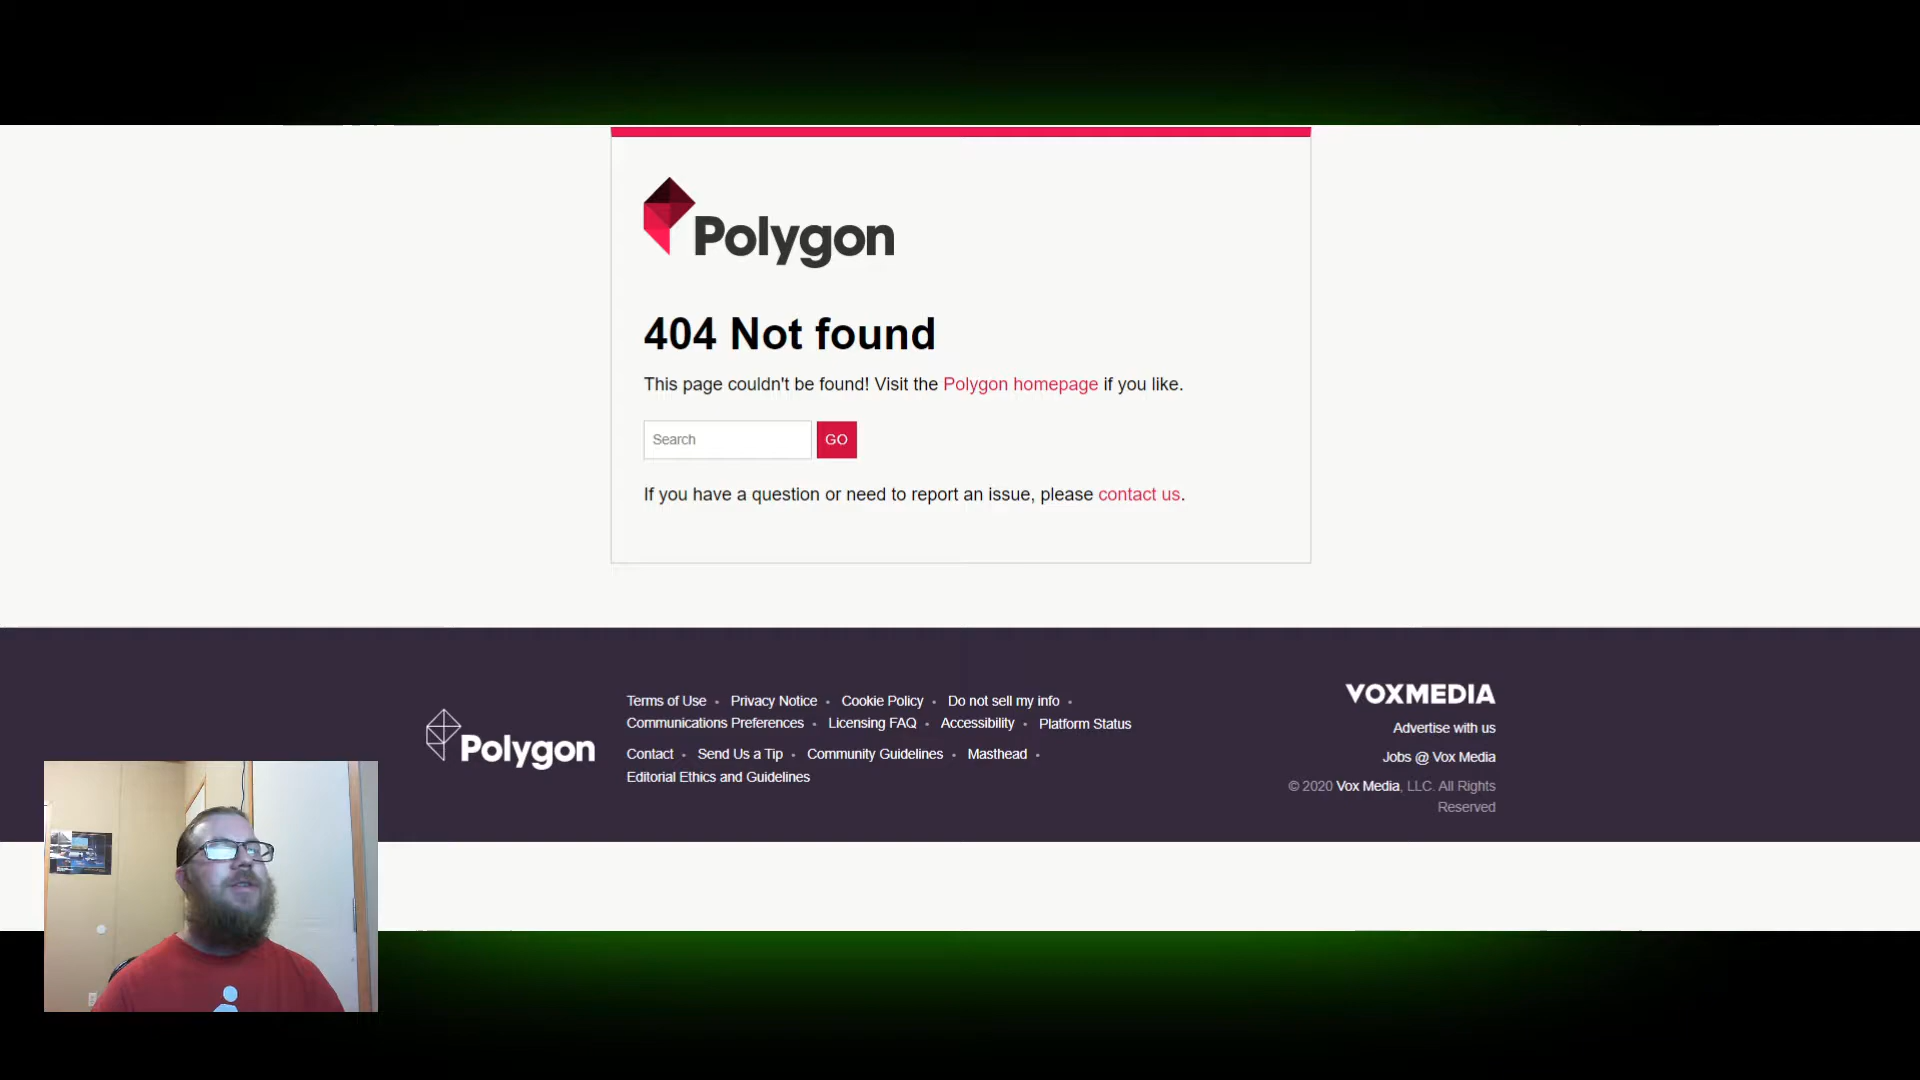 Polygon
404 Not found
This page couldn't be found! Visit the Polygon homepage if you like.
Search
GO
If you have a question or need to report an issue, please contact us.
Polygon
Terms of Use • Privacy Notice • Cookie Policy • Do not sell my info •
Communications Preferences • Licensing FAQ • Accessibility • Platform Status
Contact • Send Us a Tip • Community Guidelines • Masthead •
Editorial Ethics and Guidelines
VOXMEDIA
Advertise with us
Jobs @ Vox Media
© 2020 Vox Media, LLC. All Rights
Reserved